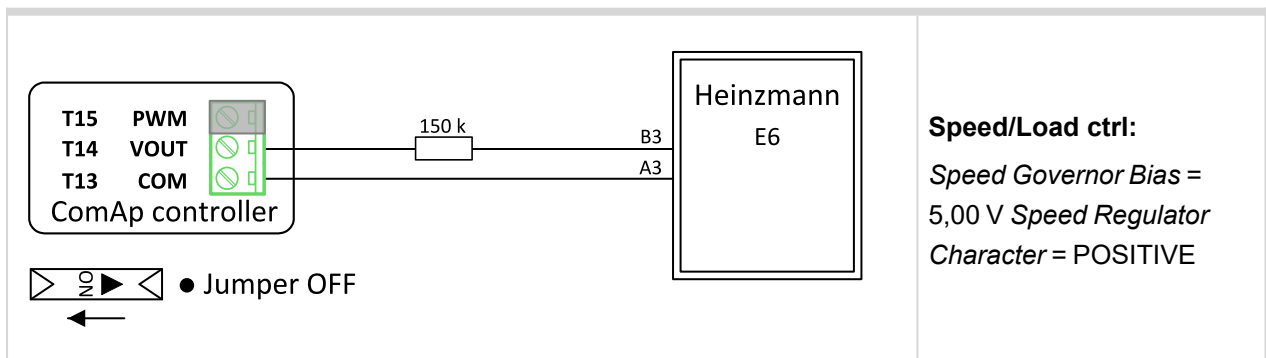 T15 PWM
T14 VOUT
T13 COM
ComAp controller
150 k
B3
A3
Heinzmann
E6
ON
● Jumper OFF
Speed/Load ctrl:
Speed Governor Bias =
5,00 V Speed Regulator
Character = POSITIVE